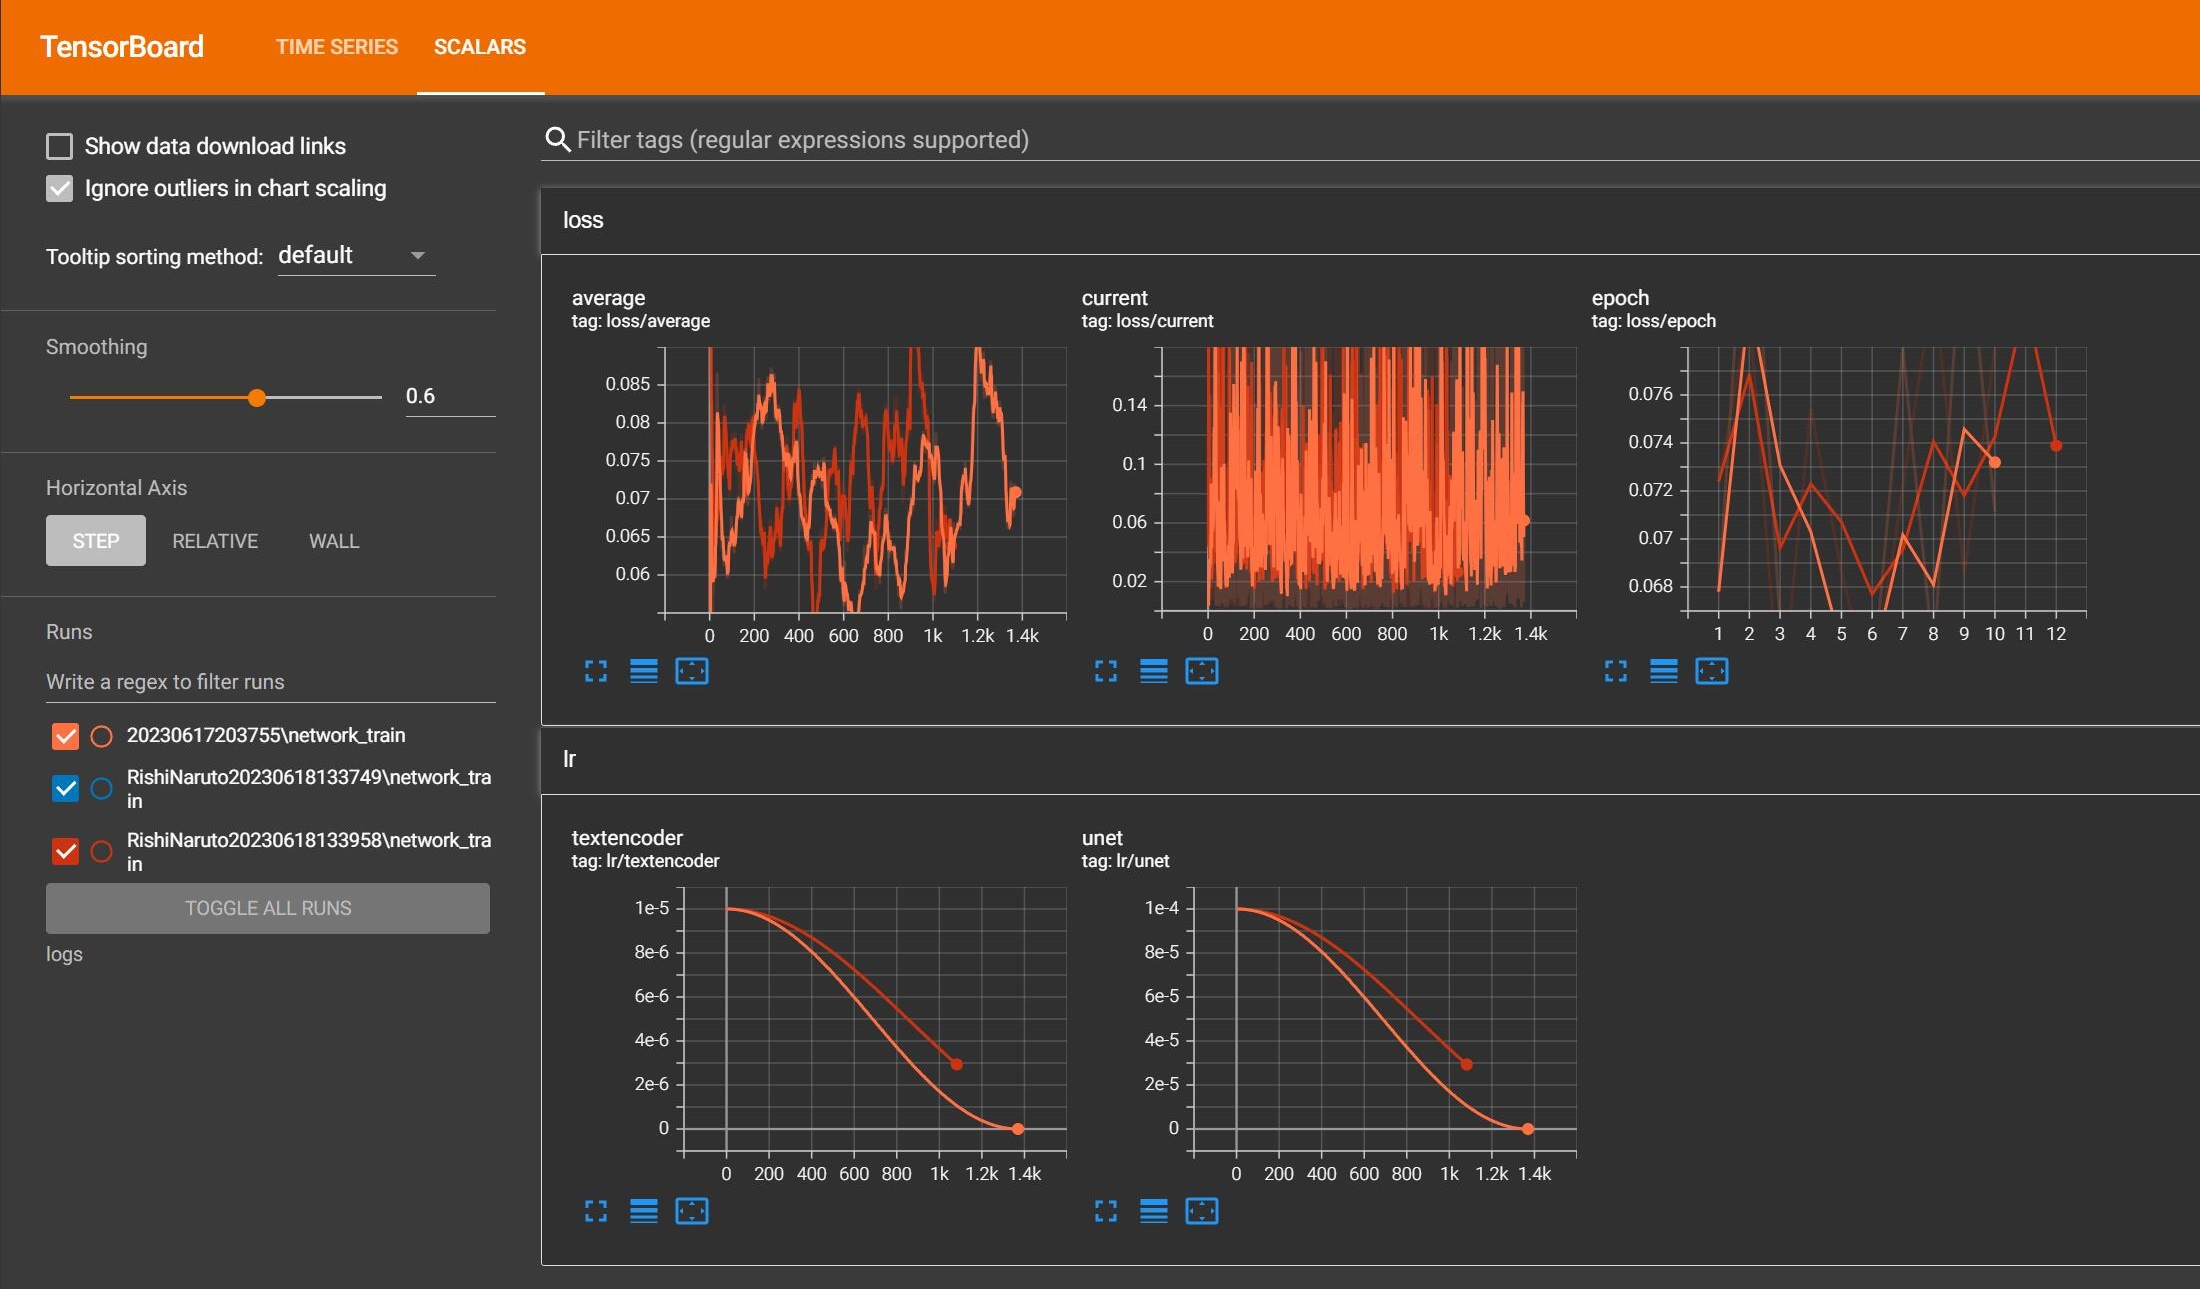 TensorBoard
TIME SERIES
SCALARS
Show data download links
Ignore outliers in chart scaling
Tooltip sorting method: default
Smoothing
0.6
Horizontal Axis
STEP
RELATIVE
WALL
Runs
Write a regex to filter runs
20230617203755\network_train
RishiNaruto20230618133749\network_tra
in
RishiNaruto20230618133958\network_tra
in
TOGGLE ALL RUNS
logs
Filter tags (regular expressions supported)
loss
average
tag: loss/average
0.085
0.08
0.075
0.07
0.065
0.06
0 200 400 600 800 1k 1.2k 1.4k
current
tag: loss/current
0.14
0.1
0.06
0.02
0 200 400 600 800 1k 1.2k 1.4k
epoch
tag: loss/epoch
0.076
0.074
0.072
0.07
0.068
1 2 3 4 5 6 7 8 9 10 11 12
lr
textencoder
tag: lr/textencoder
1e-5
8e-6
6e-6
4e-6
2e-6
0
0 200 400 600 800 1k 1.2k 1.4k
unet
tag: lr/unet
1e-4
8e-5
6e-5
4e-5
2e-5
0
0 200 400 600 800 1k 1.2k 1.4k